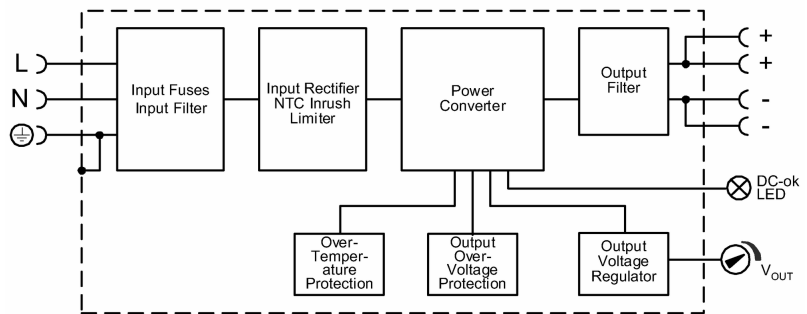 L
N
Input Fuses
Input Filter
Input Rectifier
NTC Inrush
Limiter
Power
Converter
Output
Filter
+
+
-
-
DC-ok
LED
Over-
Temper-
ature
Protection
Output
Over-
Voltage
Protection
Output
Voltage
Regulator
VOUT